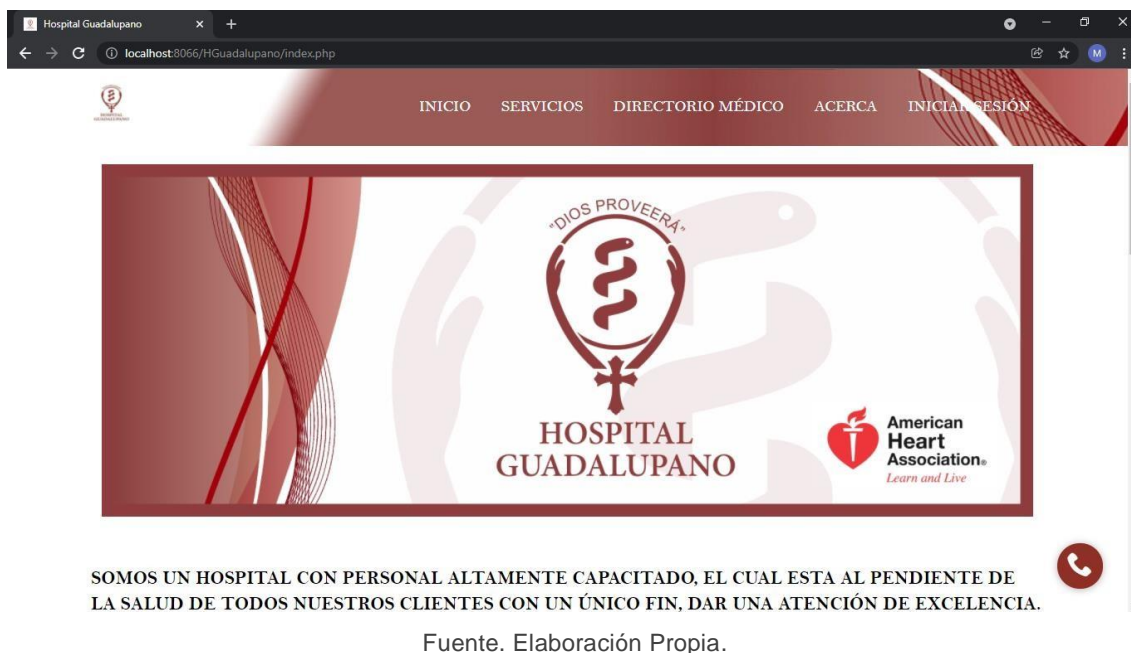 Hospital Guadalupano
localhost:8066/HGuadalupano/index.php
M
HOSPITAL
GUADALUPANO
INICIO SERVICIOS DIRECTORIO MÉDICO ACERCA INICIAR SESIÓN
"DIOS PROVEERÁ"
HOSPITAL
GUADALUPANO
American
Heart
Association®
Learn and Live
SOMOS UN HOSPITAL CON PERSONAL ALTAMENTE CAPACITADO, EL CUAL ESTA AL PENDIENTE DE
LA SALUD DE TODOS NUESTROS CLIENTES CON UN ÚNICO FIN, DAR UNA ATENCIÓN DE EXCELENCIA.
Fuente. Elaboración Propia.